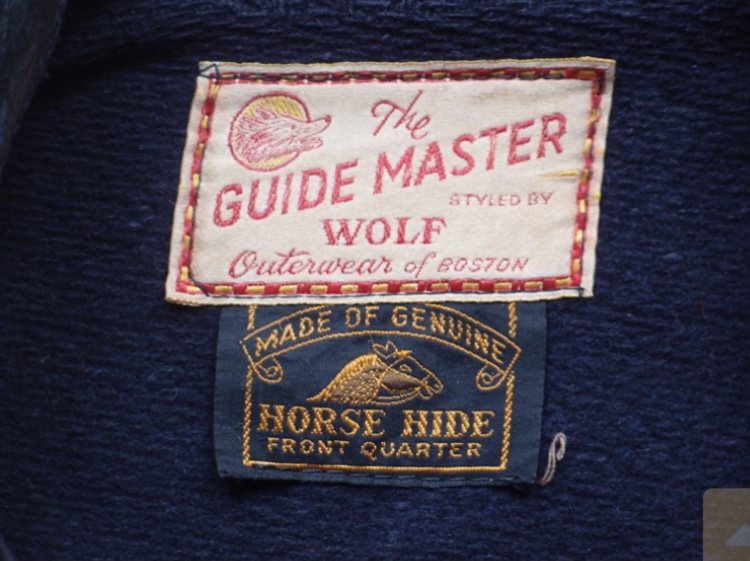 The
GUIDE MASTER
STYLED BY
WOLF
Outerwear of BOSTON
MADE OF GENUINE
HORSE HIDE
FRONT QUARTER